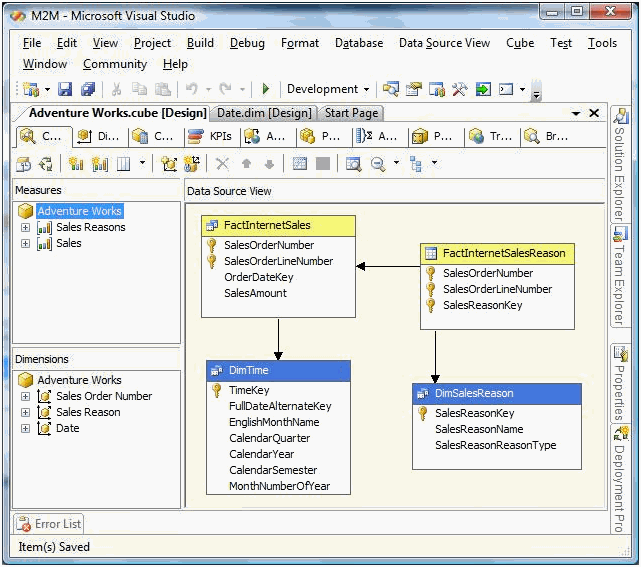 M2M - Microsoft Visual Studio
File Edit View Project Build Debug Format Database Data Source View Cube Test Tools
Window Community Help
Development
Adventure Works.cube [Design] Date.dim [Design] Start Page
C... Di... C... KPIs A... P... A... P... Tr... Br...
Measures
Adventure Works
Sales Reasons
Sales
Dimensions
Adventure Works
Sales Order Number
Sales Reason
Date
Data Source View
FactInternetSales
SalesOrderNumber
SalesOrderLineNumber
OrderDateKey
SalesAmount
FactInternetSalesReason
SalesOrderNumber
SalesOrderLineNumber
SalesReasonKey
DimTime
TimeKey
FullDateAlternateKey
EnglishMonthName
CalendarQuarter
CalendarYear
CalendarSemester
MonthNumberOfYear
DimSalesReason
SalesReasonKey
SalesReasonName
SalesReasonReasonType
Solution Explorer
Team Explorer
Properties
Deployment Pro
Error List
Item(s) Saved